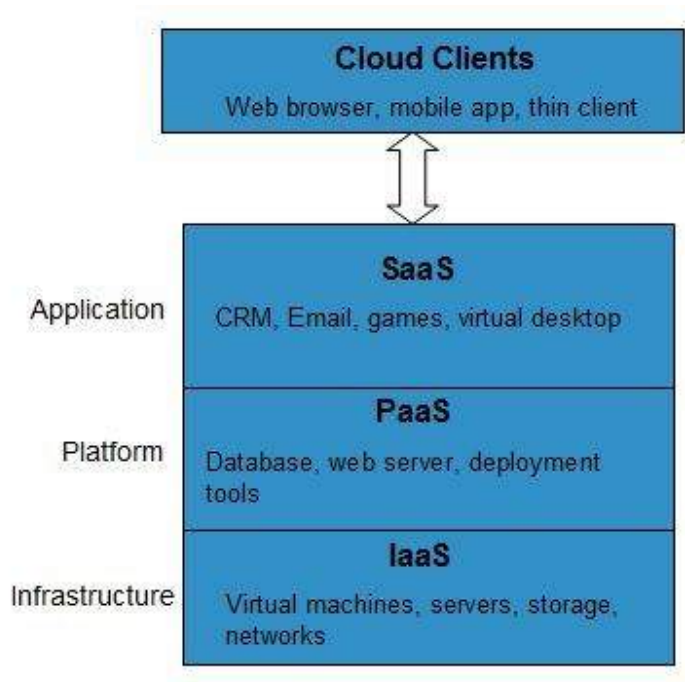 Cloud Clients
Web browser, mobile app, thin client
SaaS
Application
CRM, Email, games, virtual desktop
PaaS
Platform
Database, web server, deployment
tools
IaaS
Infrastructure
Virtual machines, servers, storage,
networks